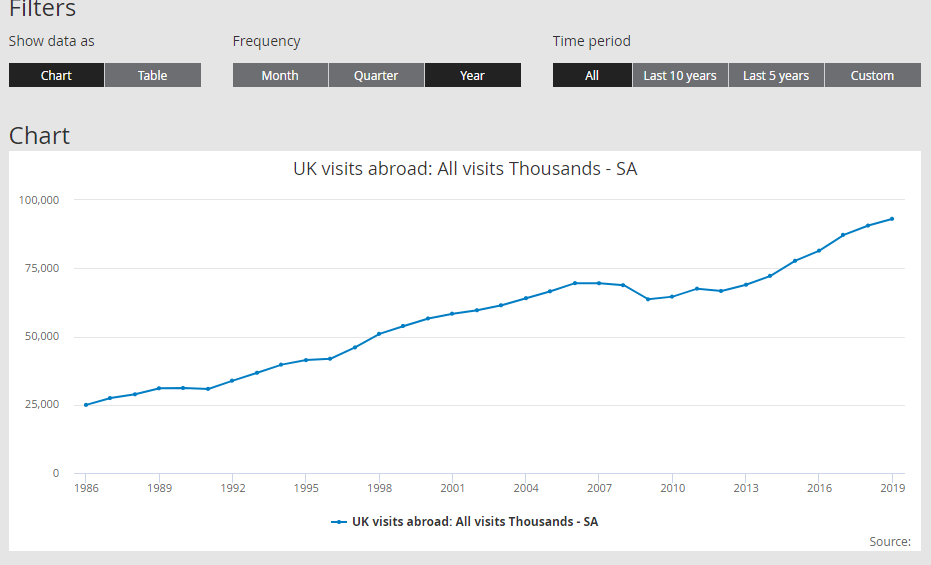 Filters
Show data as Frequency Time period
Chart Table Month Quarter Year All Last 10 years Last 5 years Custom
Chart
UK visits abroad: All visits Thousands - SA
100,000
75,000
50,000
25,000
0
1986 1989 1992 1995 1998 2001 2004 2007 2010 2013 2016 2019
UK visits abroad: All visits Thousands - SA
Source: